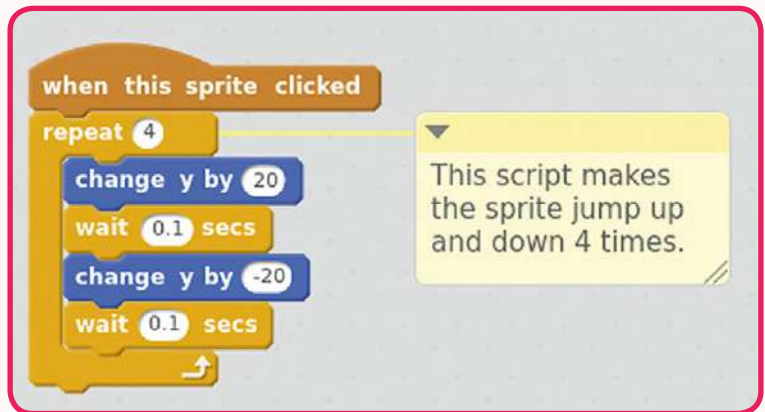 when this sprite clicked
repeat 4
change y by 20
wait 0.1 secs
change y by -20
wait 0.1 secs
This script makes
the sprite jump up
and down 4 times.